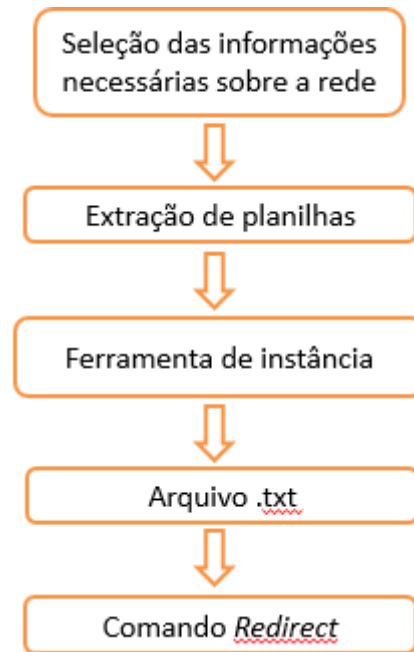 Seleção das informações
necessárias sobre a rede
Extração de planilhas
Ferramenta de instância
Arquivo .txt
Comando Redirect